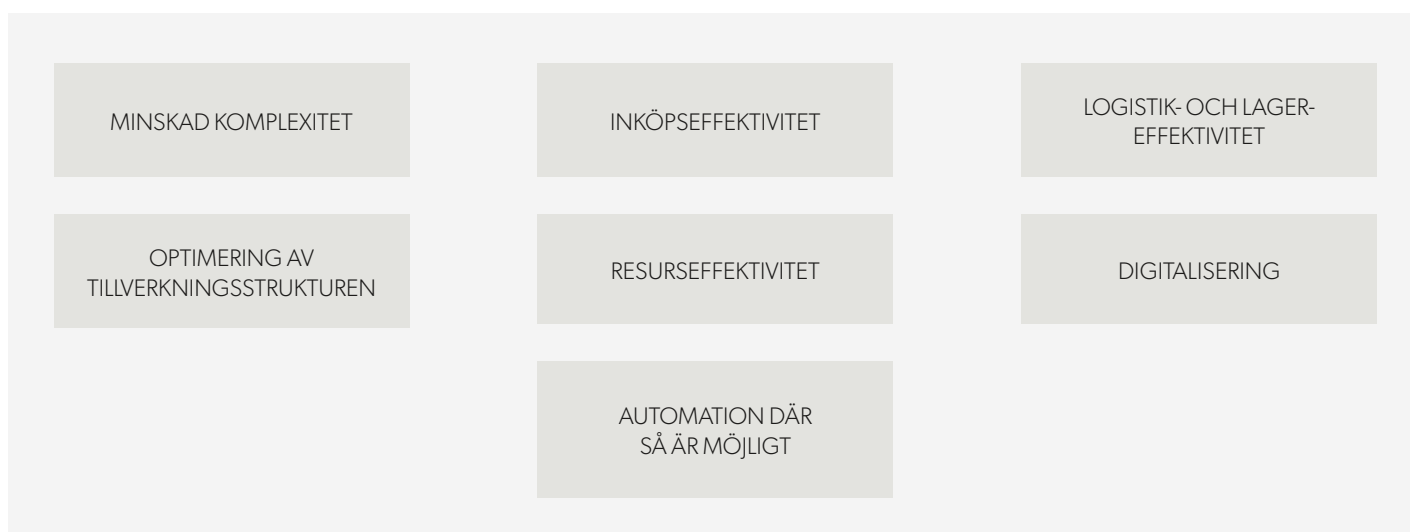 MINSKAD KOMPLEXITET
INKÖPSEFFEKTIVITET
LOGISTIK- OCH LAGER-
EFFEKTIVITET
OPTIMERING AV
TILLVERKNINGSSTRUKTUREN
RESURSEFFEKTIVITET
DIGITALISERING
AUTOMATION DÄR
SÅ ÄR MÖJLIGT